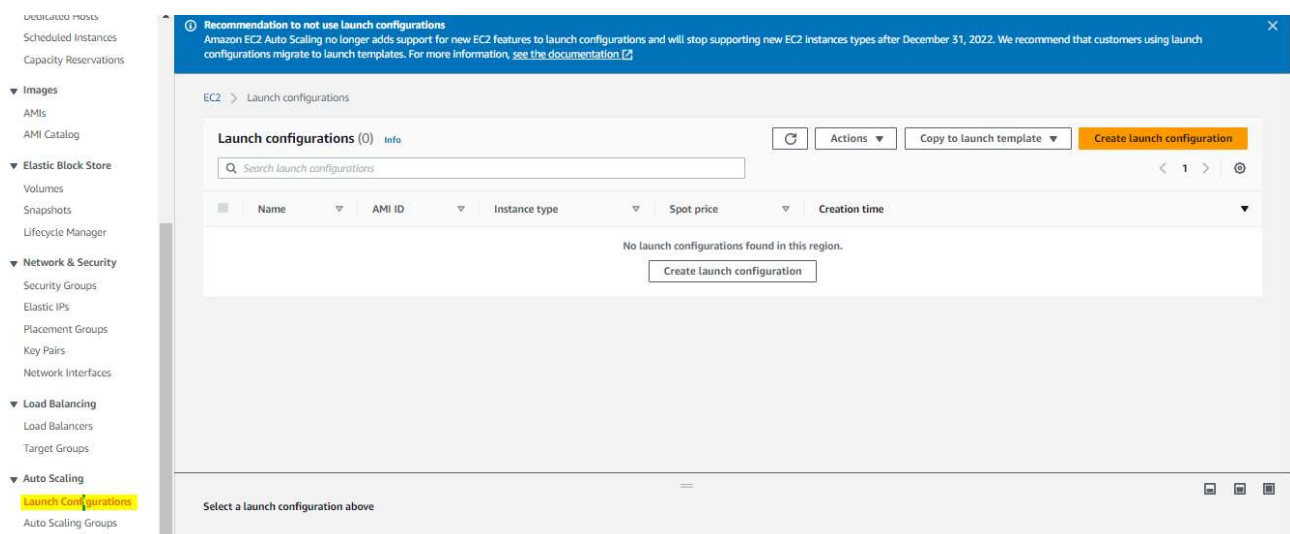 Dedicated Hosts
Scheduled Instances
Capacity Reservations
Images
AMIs
AMI Catalog
Elastic Block Store
Volumes
Snapshots
Lifecycle Manager
Network & Security
Security Groups
Elastic IPs
Placement Groups
Key Pairs
Network Interfaces
Load Balancing
Load Balancers
Target Groups
Auto Scaling
Launch Configurations
Auto Scaling Groups
Recommendation to not use launch configurations
Amazon EC2 Auto Scaling no longer adds support for new EC2 features to launch configurations and will stop supporting new EC2 instances types after December 31, 2022. We recommend that customers using launch
configurations migrate to launch templates. For more information, see the documentation
EC2 > Launch configurations
Launch configurations (0) Info Actions Copy to launch template Create launch configuration
Search launch configurations < 1 >
Name AMI ID Instance type Spot price Creation time
No launch configurations found in this region.
Create launch configuration
Select a launch configuration above